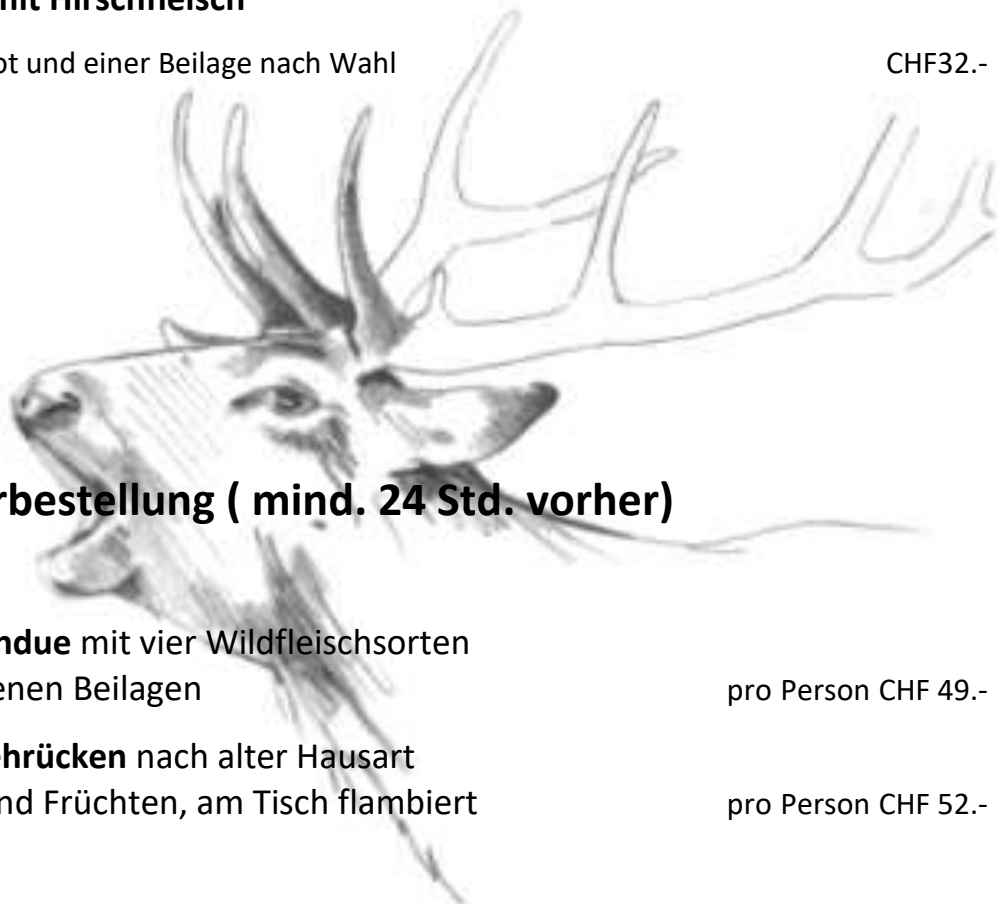 mit Hirschfleisch
ot und einer Beilage nach Wahl CHF32.-
rbestellung ( mind. 24 Std. vorher)
ndue mit vier Wildfleischsorten
enen Beilagen pro Person CHF 49.-
ehrücken nach alter Hausart
nd Früchten, am Tisch flambiert pro Person CHF 52.-